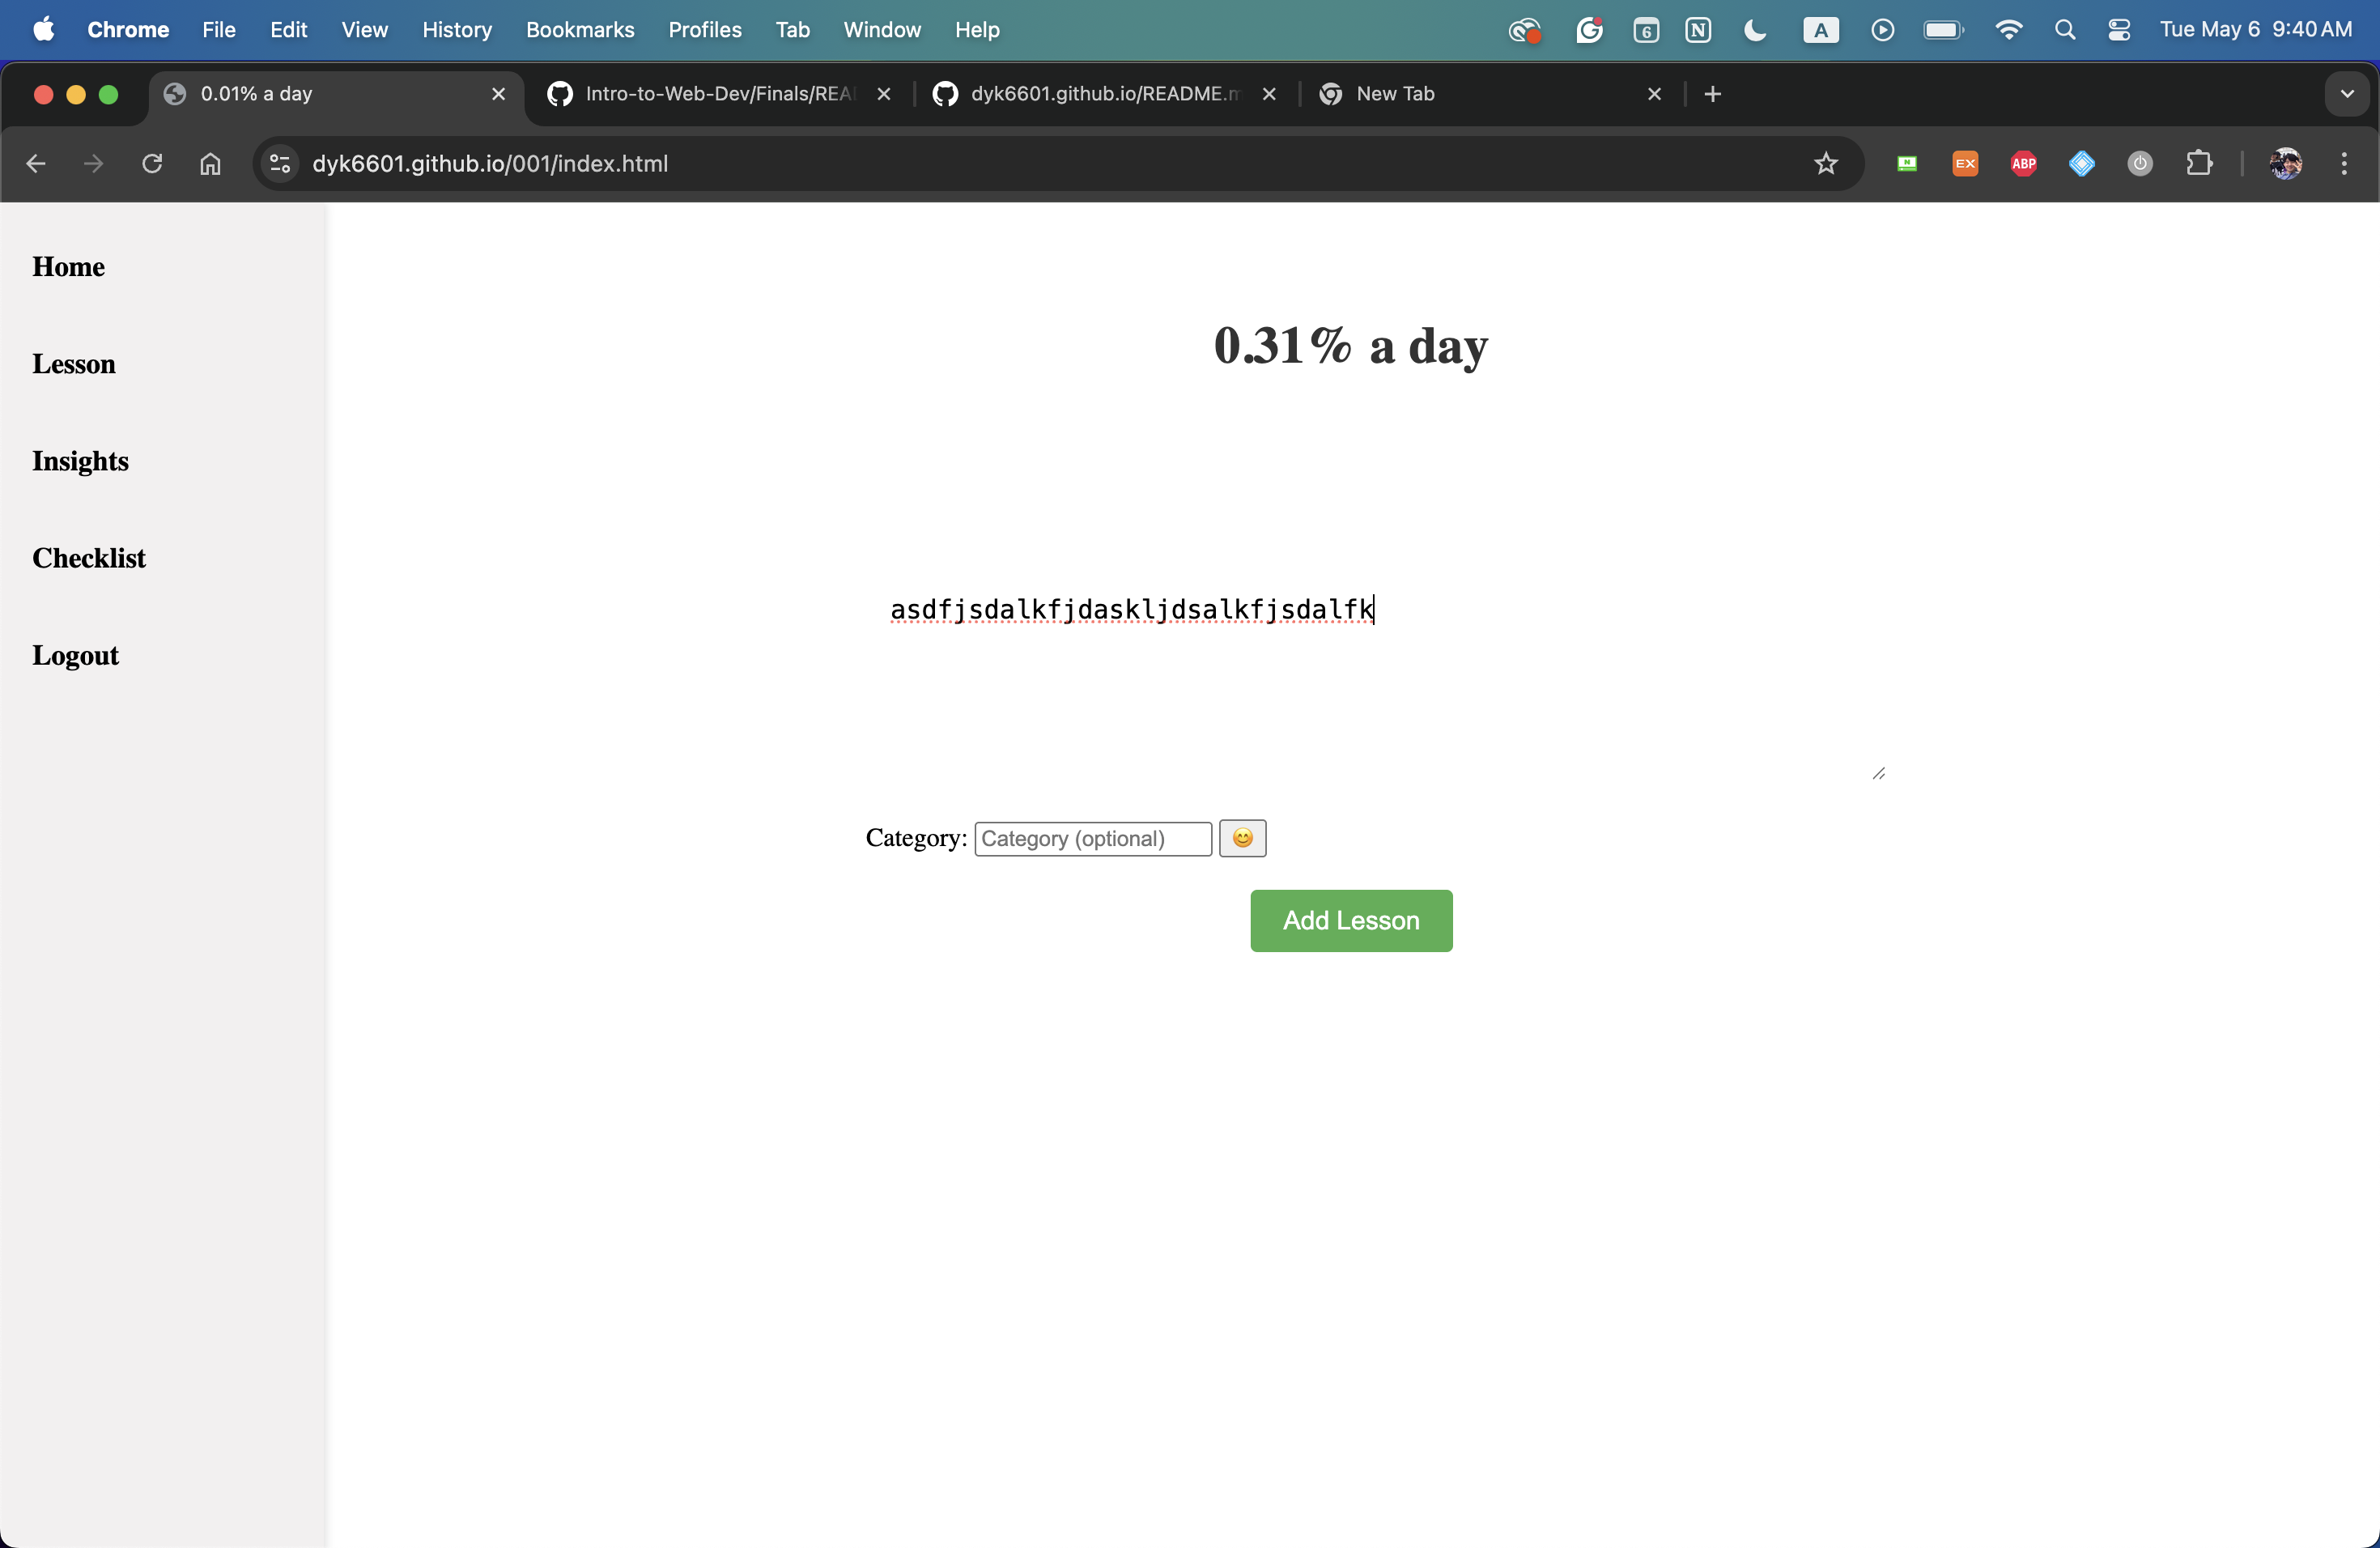 Chrome File Edit View History Bookmarks Profiles Tab Window Help 6 N A Tue May 6 9:40 AM
0.01% a day Intro-to-Web-Dev/Finals/REA dyk6601.github.io/README.m New Tab
dyk6601.github.io/001/index.html N EX ABP
Home
0.31% a day
Lesson
Insights
Checklist
asdfjsdalkfjdaskljdsalkfjsdalfk
Logout
Category: Category (optional) 😊
Add Lesson